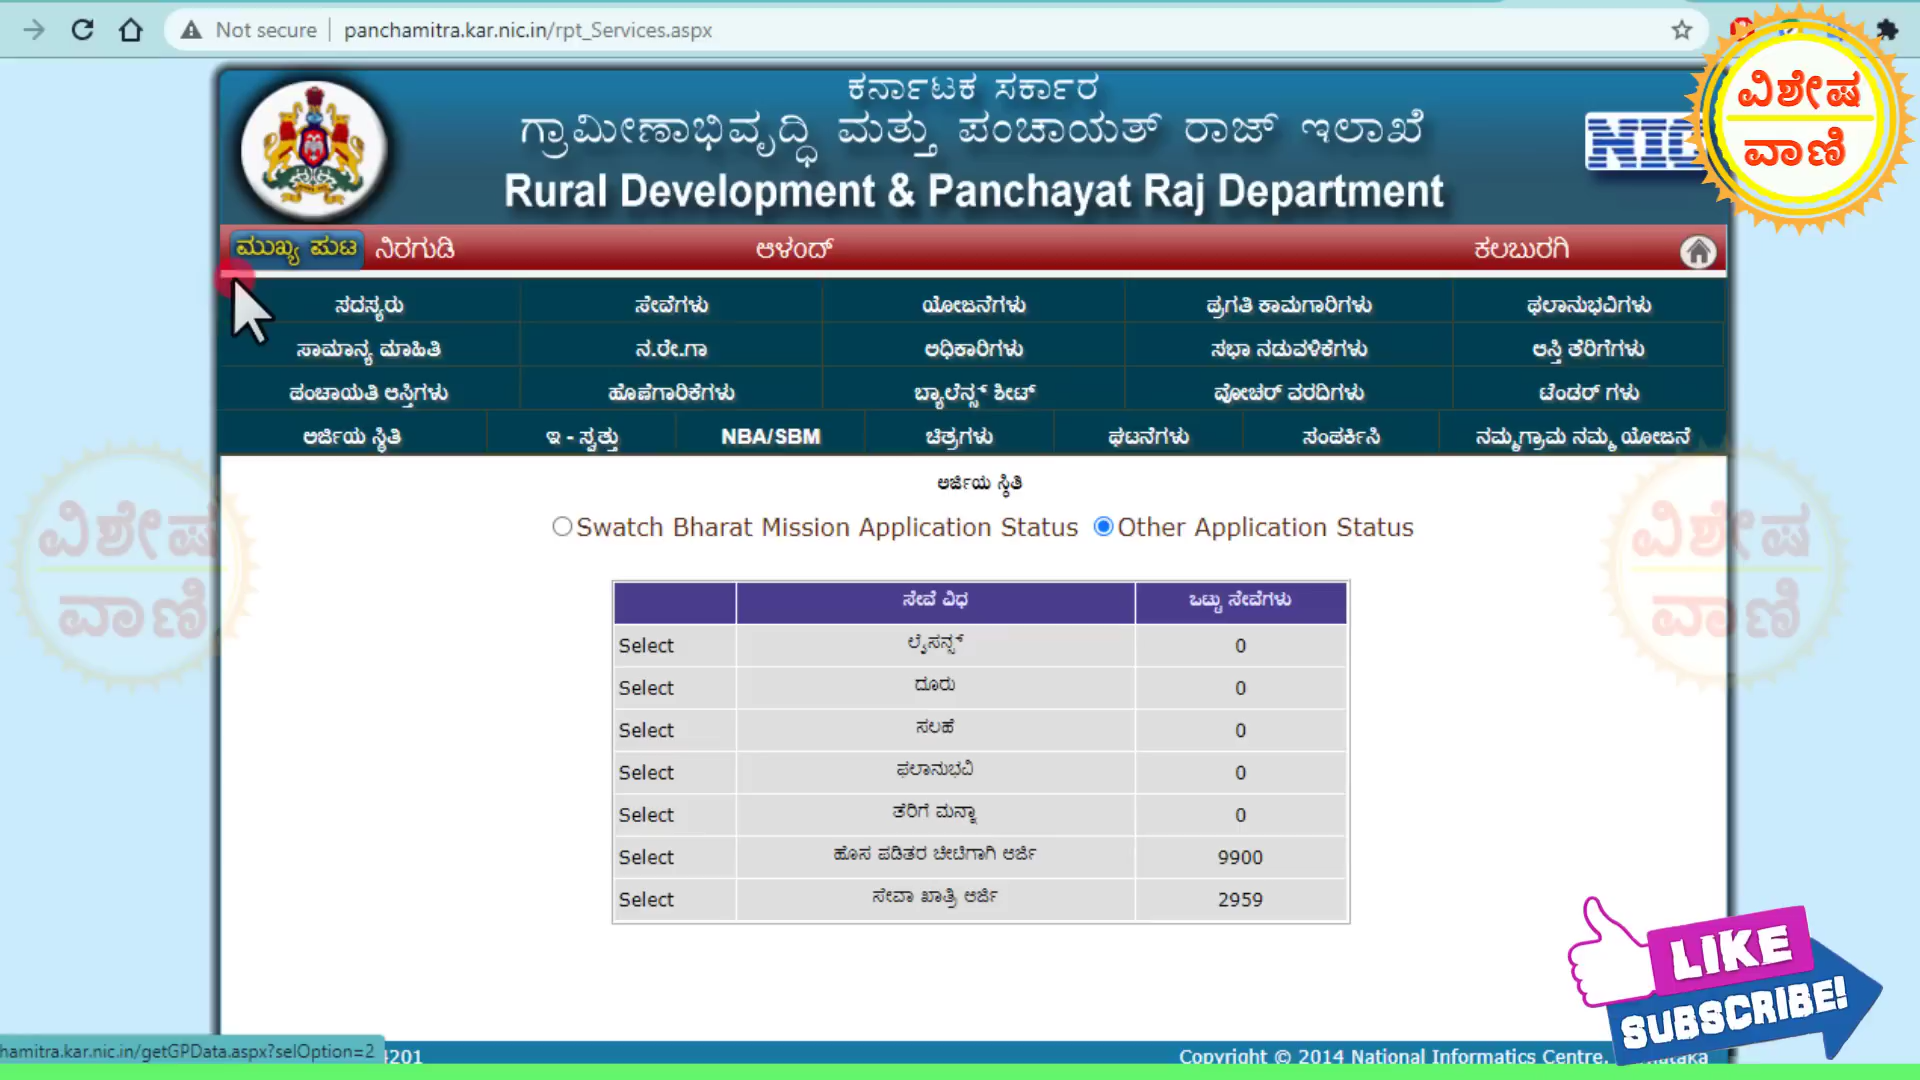 Not secure panchamitra.kar.nic.in/rpt_Services.aspx
ಕರ್ನಾಟಕ ಸರ್ಕಾರ
ಗ್ರಾಮೀಣಾಭಿವೃದ್ಧಿ ಮತ್ತು ಪಂಚಾಯತ್ ರಾಜ್ ಇಲಾಖೆ
Rural Development & Panchayat Raj Department
NIC
ವಿಶೇಷ
ವಾಣಿ
ಮುಖ್ಯ ಪುಟ ನಿರಗುಡಿ ಆಳಂದ್ ಕಲಬುರಗಿ
ಸದಸ್ಯರು ಸೇವೆಗಳು ಯೋಜನೆಗಳು ಪ್ರಗತಿ ಕಾಮಗಾರಿಗಳು ಫಲಾನುಭವಿಗಳು
ಸಾಮಾನ್ಯ ಮಾಹಿತಿ ನ.ರೇ.ಗಾ ಅಧಿಕಾರಿಗಳು ಸಭಾ ನಡುವಳಿಕೆಗಳು ಆಸ್ತಿ ತೆರಿಗೆಗಳು
ಪಂಚಾಯತಿ ಆಸ್ತಿಗಳು ಹೊಣೆಗಾರಿಕೆಗಳು ಬ್ಯಾಲೆನ್ಸ್ ಶೀಟ್ ವೋಚರ್ ವರದಿಗಳು ಟೆಂಡರ್ ಗಳು
ಅರ್ಜಿಯ ಸ್ಥಿತಿ ಇ - ಸ್ವತ್ತು NBA/SBM ಚಿತ್ರಗಳು ಘಟನೆಗಳು ಸಂಪರ್ಕಿಸಿ ನಮ್ಮಗ್ರಾಮ ನಮ್ಮ ಯೋಜನೆ
ಅರ್ಜಿಯ ಸ್ಥಿತಿ
Swatch Bharat Mission Application Status Other Application Status
ಸೇವೆ ವಿಧ ಒಟ್ಟು ಸೇವೆಗಳು
Select ಲೈಸನ್ಸ್ 0
Select ದೂರು 0
Select ಸಲಹೆ 0
Select ಫಲಾನುಭವಿ 0
Select ತೆರಿಗೆ ಮನ್ನಾ 0
Select ಹೊಸ ಪಡಿತರ ಚೀಟಿಗಾಗಿ ಅರ್ಜಿ 9900
Select ಸೇವಾ ಖಾತ್ರಿ ಅರ್ಜಿ 2959
ವಿಶೇಷ
ವಾಣಿ
ವಿಶೇಷ
ವಾಣಿ
LIKE
SUBSCRIBE!
hamitra.kar.nic.in/getGPData.aspx?selOption=2 4201 Copyright © 2014 National Informatics Centre,